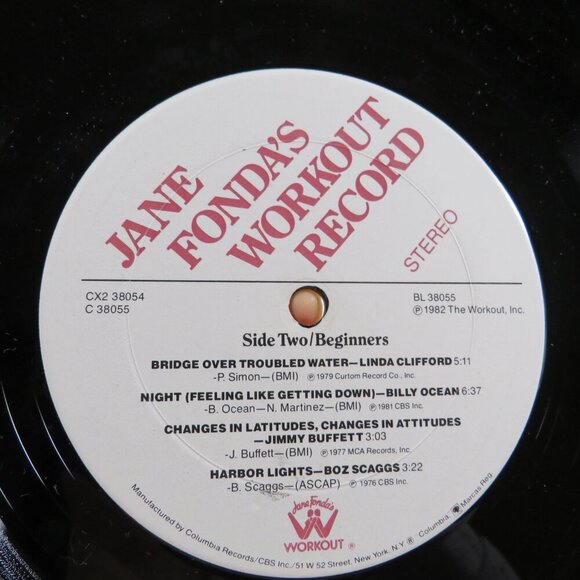 JANE
FONDA'S
WORKOUT
RECORD
STEREO
CX2 38054
C 38055
BL 38055
℗ 1982 The Workout, Inc.
Side Two/Beginners
BRIDGE OVER TROUBLED WATER—LINDA CLIFFORD 5:11
-P. Simon—(BMI) ℗ 1979 Curtom Record Co., Inc.
NIGHT (FEELING LIKE GETTING DOWN)—BILLY OCEAN 6:37
-B. Ocean—N. Martinez—(BMI) ℗ 1981 CBS Inc.
CHANGES IN LATITUDES, CHANGES IN ATTITUDES
—JIMMY BUFFETT 3:03
-J. Buffett—(BMI) ℗ 1977 MCA Records, Inc.
HARBOR LIGHTS—BOZ SCAGGS 3:22
-B. Scaggs—(ASCAP) ℗ 1976 CBS Inc.
Jane Fonda's
WORKOUT ®
Manufactured by Columbia Records/CBS Inc./51 W 52 Street, New York, N.Y. ® Columbia, Marcas Reg